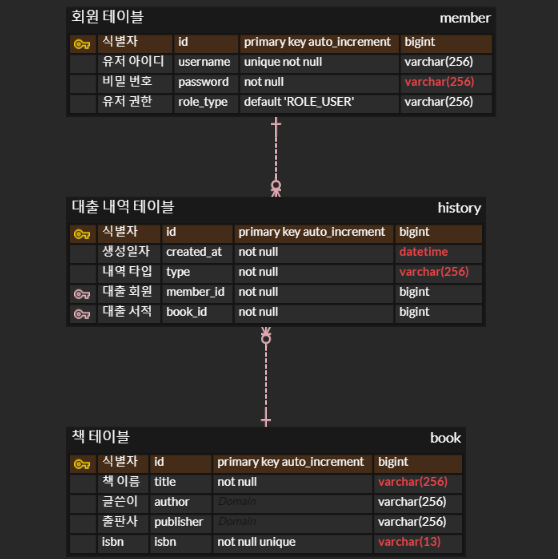 회원 테이블 member
식별자 id primary key auto_increment bigint
유저 아이디 username unique not null varchar(256)
비밀 번호 password not null varchar(256)
유저 권한 role_type default 'ROLE_USER' varchar(256)
대출 내역 테이블 history
식별자 id primary key auto_increment bigint
생성일자 created_at not null datetime
내역 타입 type not null varchar(256)
대출 회원 member_id not null bigint
대출 서적 book_id not null bigint
책 테이블 book
식별자 id primary key auto_increment bigint
책 이름 title not null varchar(256)
글쓴이 author Domain varchar(256)
출판사 publisher Domain varchar(256)
isbn isbn not null unique varchar(13)